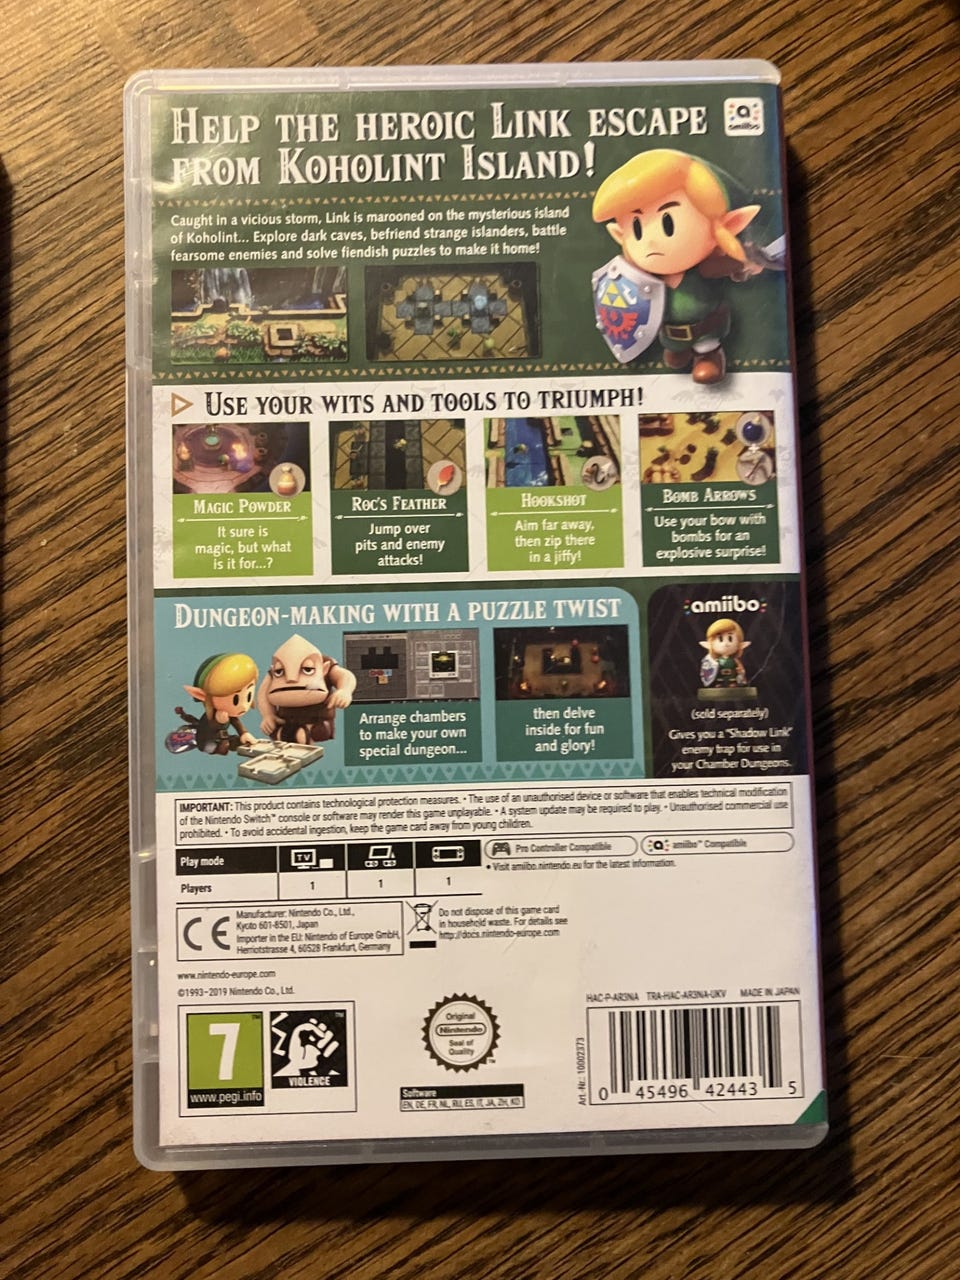 HELP THE HEROIC LINK ESCAPE
FROM KOHOLINT ISLAND!
amiibo
Caught in a vicious storm, Link is marooned on the mysterious island
of Koholint... Explore dark caves, befriend strange islanders, battle
fearsome enemies and solve fiendish puzzles to make it home!
USE YOUR WITS AND TOOLS TO TRIUMPH!
MAGIC POWDER
It sure is
magic, but what
is it for...?
ROC'S FEATHER
Jump over
pits and enemy
attacks!
HOOKSHOT
Aim far away,
then zip there
in a jiffy!
BOMB ARROWS
Use your bow with
bombs for an
explosive surprise!
DUNGEON-MAKING WITH A PUZZLE TWIST
Arrange chambers
to make your own
special dungeon...
then delve
inside for fun
and glory!
amiibo
(sold separately)
Gives you a "Shadow Link"
enemy trap for use in
your Chamber Dungeons.
IMPORTANT: This product contains technological protection measures. • The use of an unauthorised device or software that enables technical modification
of the Nintendo Switch™ console or software may render this game unplayable. • A system update may be required to play. • Unauthorised commercial use
prohibited. • To avoid accidental ingestion, keep the game card away from young children.
Play mode
TV
Players
1
1
1
Pro Controller Compatible
amiibo™ Compatible
• Visit amiibo.nintendo.eu for the latest information.
CE
Manufacturer: Nintendo Co., Ltd.,
Kyoto 601-8501, Japan
Importer in the EU: Nintendo of Europe GmbH,
Herriotstrasse 4, 60528 Frankfurt, Germany
Do not dispose of this game card
in household waste. For details see
http://docs.nintendo-europe.com
www.nintendo-europe.com
©1993-2019 Nintendo Co., Ltd.
7™
www.pegi.info
™
VIOLENCE
Original
Nintendo
Seal of
Quality
™
Software
EN, DE, FR, NL, RU, ES, IT, JA, ZH, KO
HAC-P-AR3NA TRA-HAC-AR3NA-UKV MADE IN JAPAN
Art.-Nr.: 10002373
0 45496 42443 5